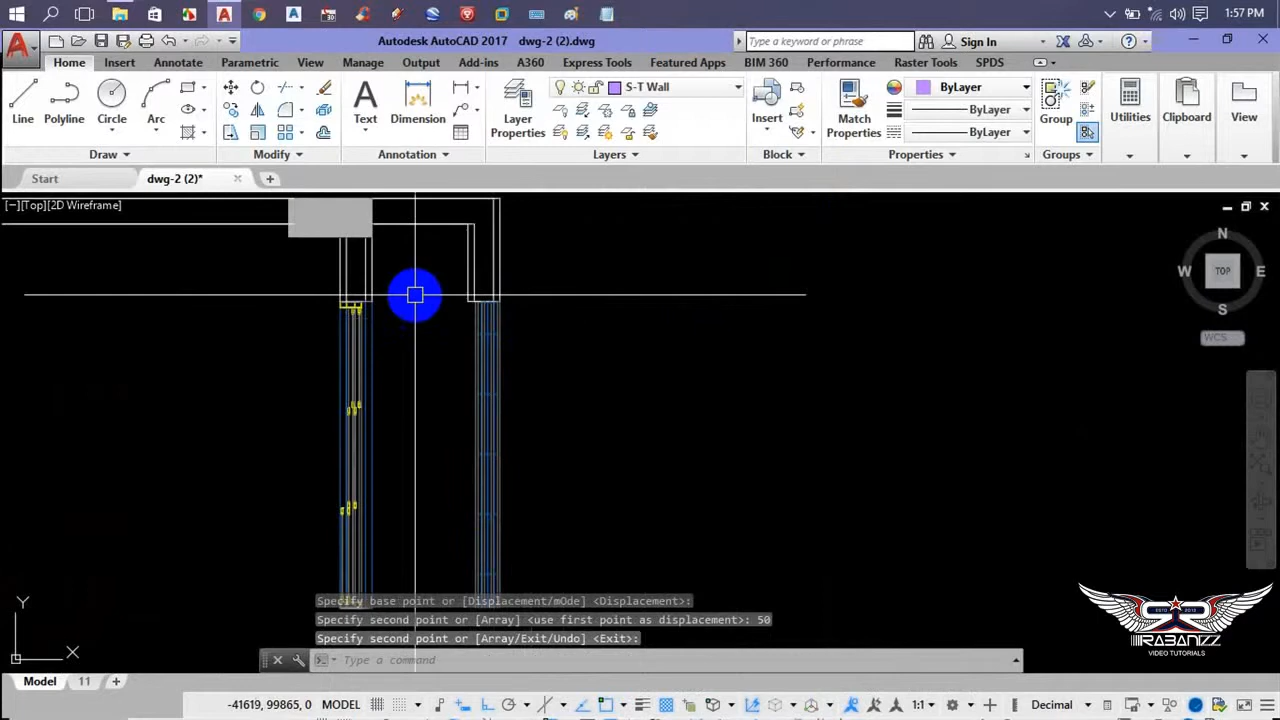 1:57 PM
Autodesk AutoCAD 2017 dwg-2 (2).dwg
Type a keyword or phrase
Sign In
Home Insert Annotate Parametric View Manage Output Add-ins A360 Express Tools Featured Apps BIM 360 Performance Raster Tools SPDS
S-T Wall
ByLayer
ByLayer
ByLayer
Line Polyline Circle Arc Text Dimension Layer Properties Insert Match Properties Group Utilities Clipboard View
Draw Modify Annotation Layers Block Properties Groups
Start dwg-2 (2)*
[−][Top][2D Wireframe]
N
W TOP E
S
WCS
Specify base point or [Displacement/mOde] <Displacement>:
Specify second point or [Array] <use first point as displacement>: 50
Specify second point or [Array/Exit/Undo] <Exit>:
Type a command
Y
X
RABANIZZ
VIDEO TUTORIALS
Model 11
-41619, 99865, 0 MODEL 1:1 Decimal